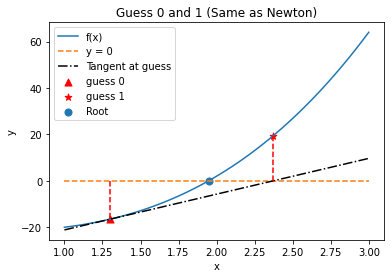 Guess 0 and 1 (Same as Newton)
f(x)
y = 0
Tangent at guess
guess 0
guess 1
Root
60
40
20
0
−20
y
1.00 1.25 1.50 1.75 2.00 2.25 2.50 2.75 3.00
x